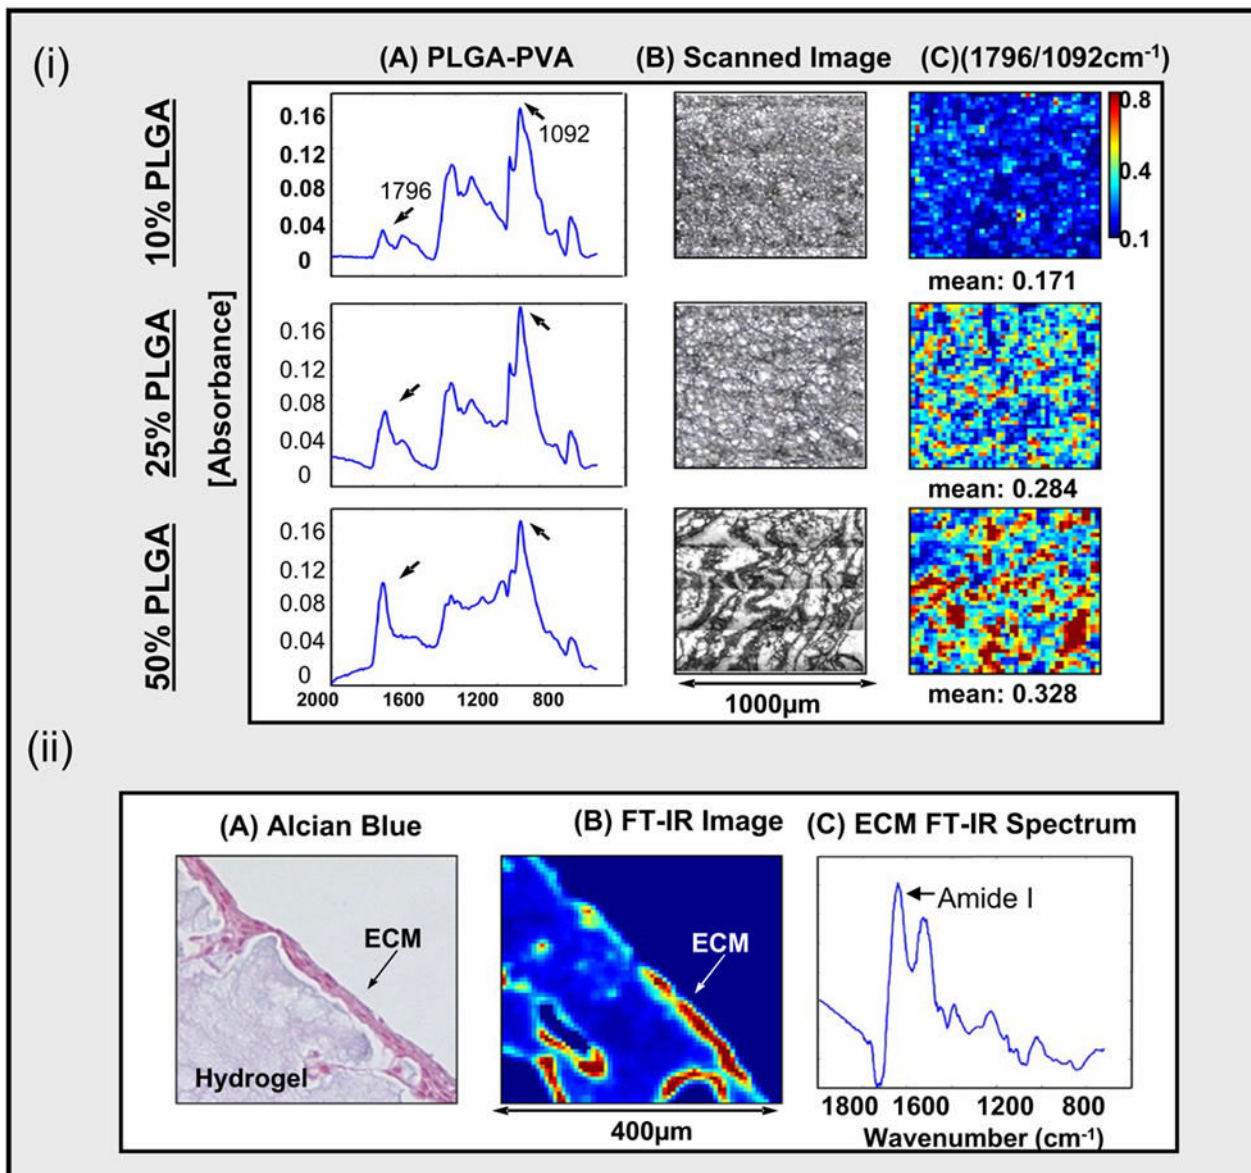 (i)
(A) PLGA-PVA
(B) Scanned Image
(C)(1796/1092cm⁻¹)
10% PLGA
25% PLGA
50% PLGA
[Absorbance]
0.16
0.12
0.08
0.04
0
1796
1092
0.8
0.4
0.1
mean: 0.171
0.16
0.12
0.08
0.04
0
mean: 0.284
0.16
0.12
0.08
0.04
0
2000
1600
1200
800
1000µm
mean: 0.328
(ii)
(A) Alcian Blue
(B) FT-IR Image
(C) ECM FT-IR Spectrum
ECM
Hydrogel
ECM
400µm
Amide I
1800
1600
1200
800
Wavenumber (cm⁻¹)